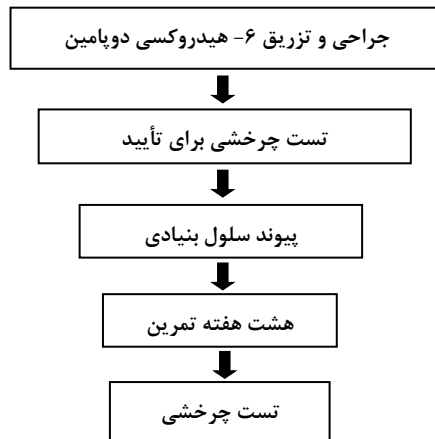 جراحی و تزریق ۶- هیدروکسی دوپامین
تست چرخشی برای تأیید
پیوند سلول بنیادی
هشت هفته تمرین
تست چرخشی